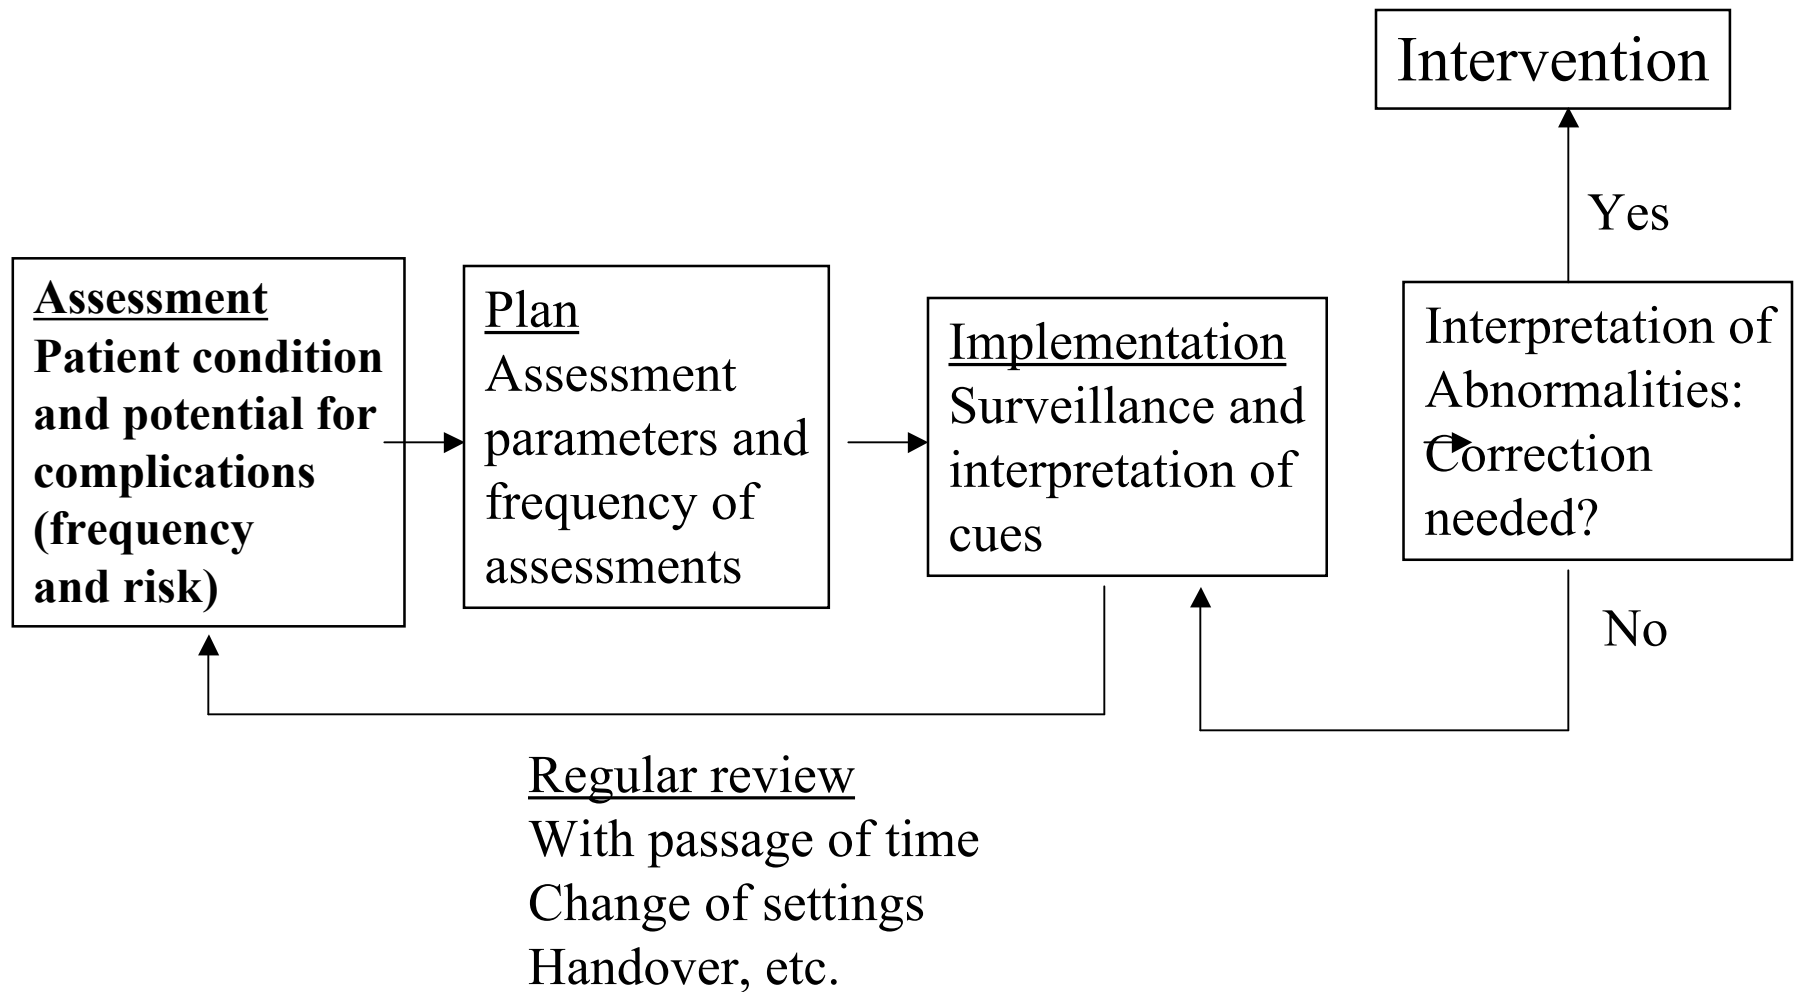 Intervention
Yes
Assessment
Patient condition
and potential for
complications
(frequency
and risk)
Plan
Assessment
parameters and
frequency of
assessments
Implementation
Surveillance and
interpretation of
cues
Interpretation of
Abnormalities:
Correction
needed?
No
Regular review
With passage of time
Change of settings
Handover, etc.